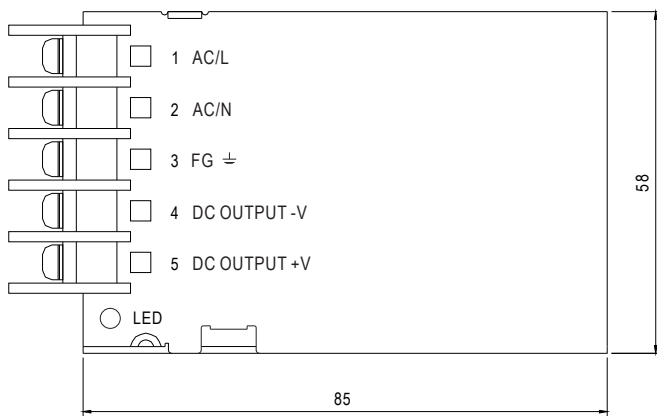 1 AC/L
2 AC/N
3 FG ⏚
4 DC OUTPUT -V
5 DC OUTPUT +V
LED
58
85